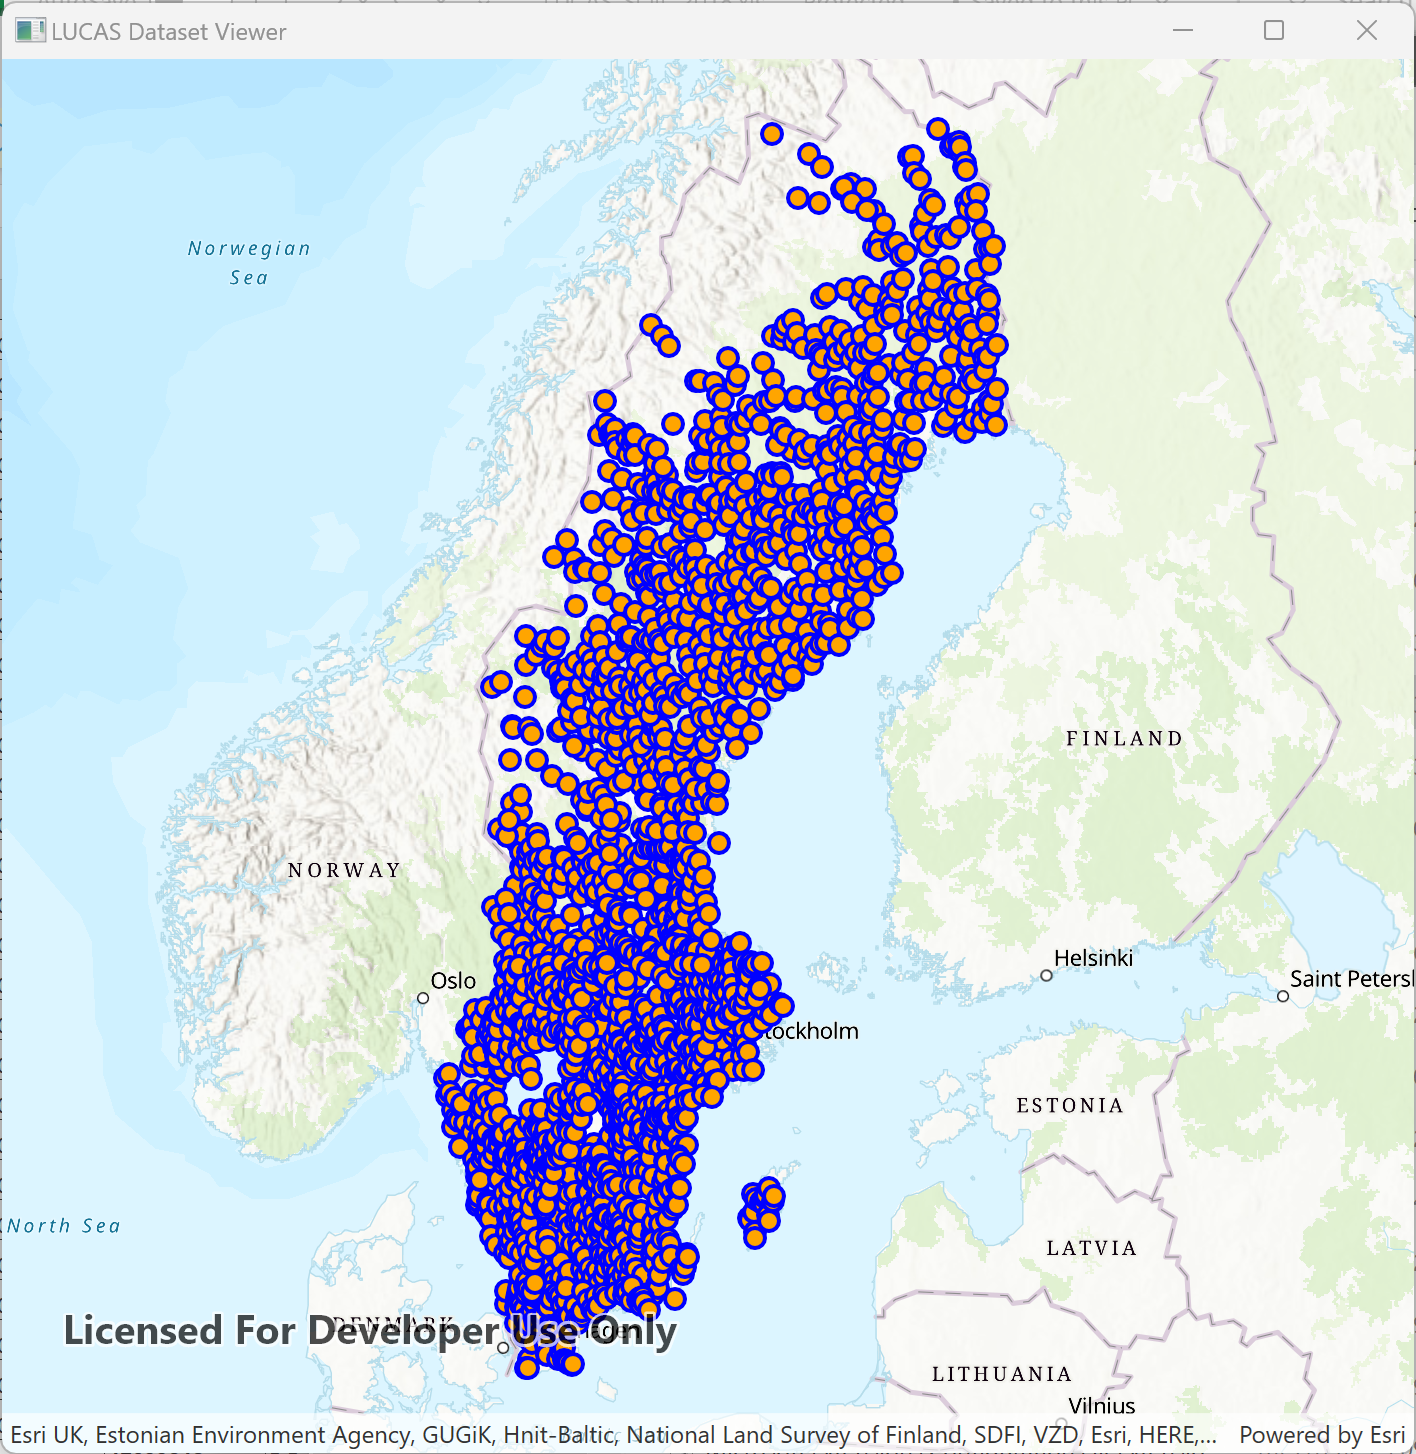 LUCAS Dataset Viewer
Norwegian
Sea
FINLAND
NORWAY
Helsinki
Oslo
Saint Petersl
tockholm
ESTONIA
North Sea
LATVIA
DENMARK
Licensed For Developer Use Only
LITHUANIA
Vilnius
Esri UK, Estonian Environment Agency, GUGiK, Hnit-Baltic, National Land Survey of Finland, SDFI, VZD, Esri, HERE,... Powered by Esri